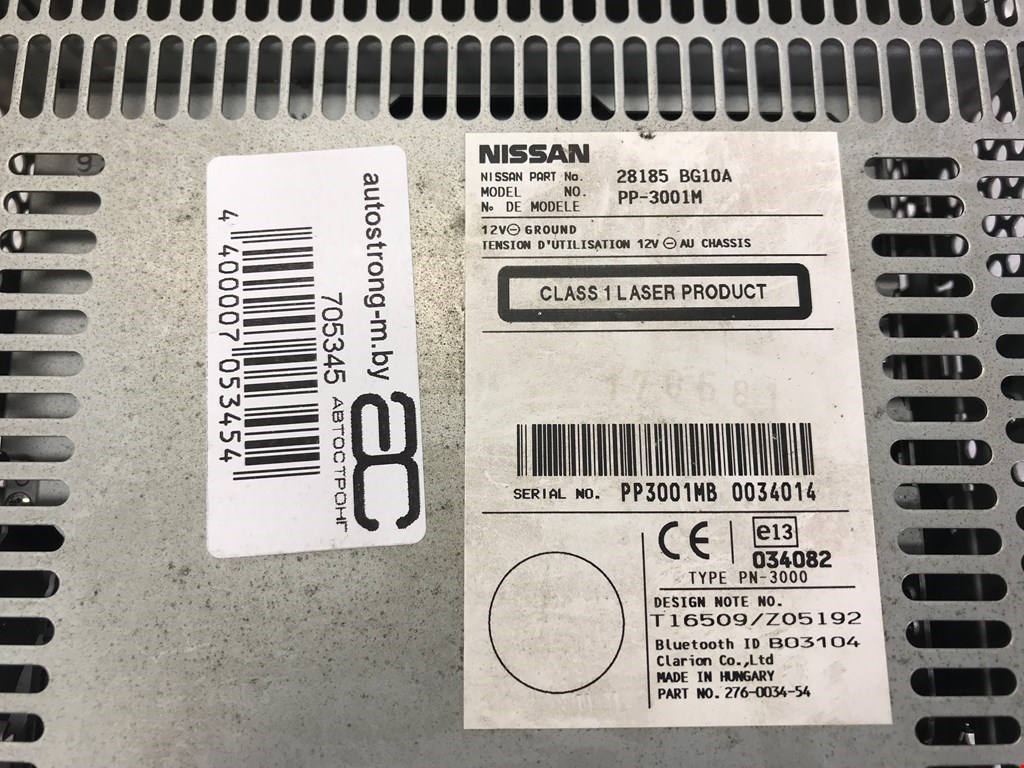 autostrong-m.by
705345
4 400007 053454
ас
АВТОСТРОНГ
NISSAN
NISSAN PART No. 28185 BG10A
MODEL NO. PP-3001M
No DE MODELE
12V⊖ GROUND
TENSION D'UTILISATION 12V ⊖ AU CHASSIS
CLASS 1 LASER PRODUCT
SERIAL NO. PP3001MB 0034014
CE e13
034082
TYPE PN-3000
DESIGN NOTE NO.
T16509/Z05192
Bluetooth ID B03104
Clarion Co.,Ltd
MADE IN HUNGARY
PART NO. 276-0034-54